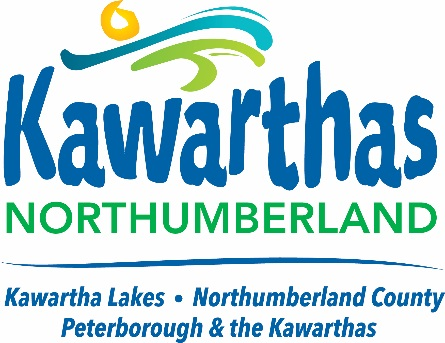 Kawarthas
NORTHUMBERLAND
Kawartha Lakes • Northumberland County
Peterborough & the Kawarthas